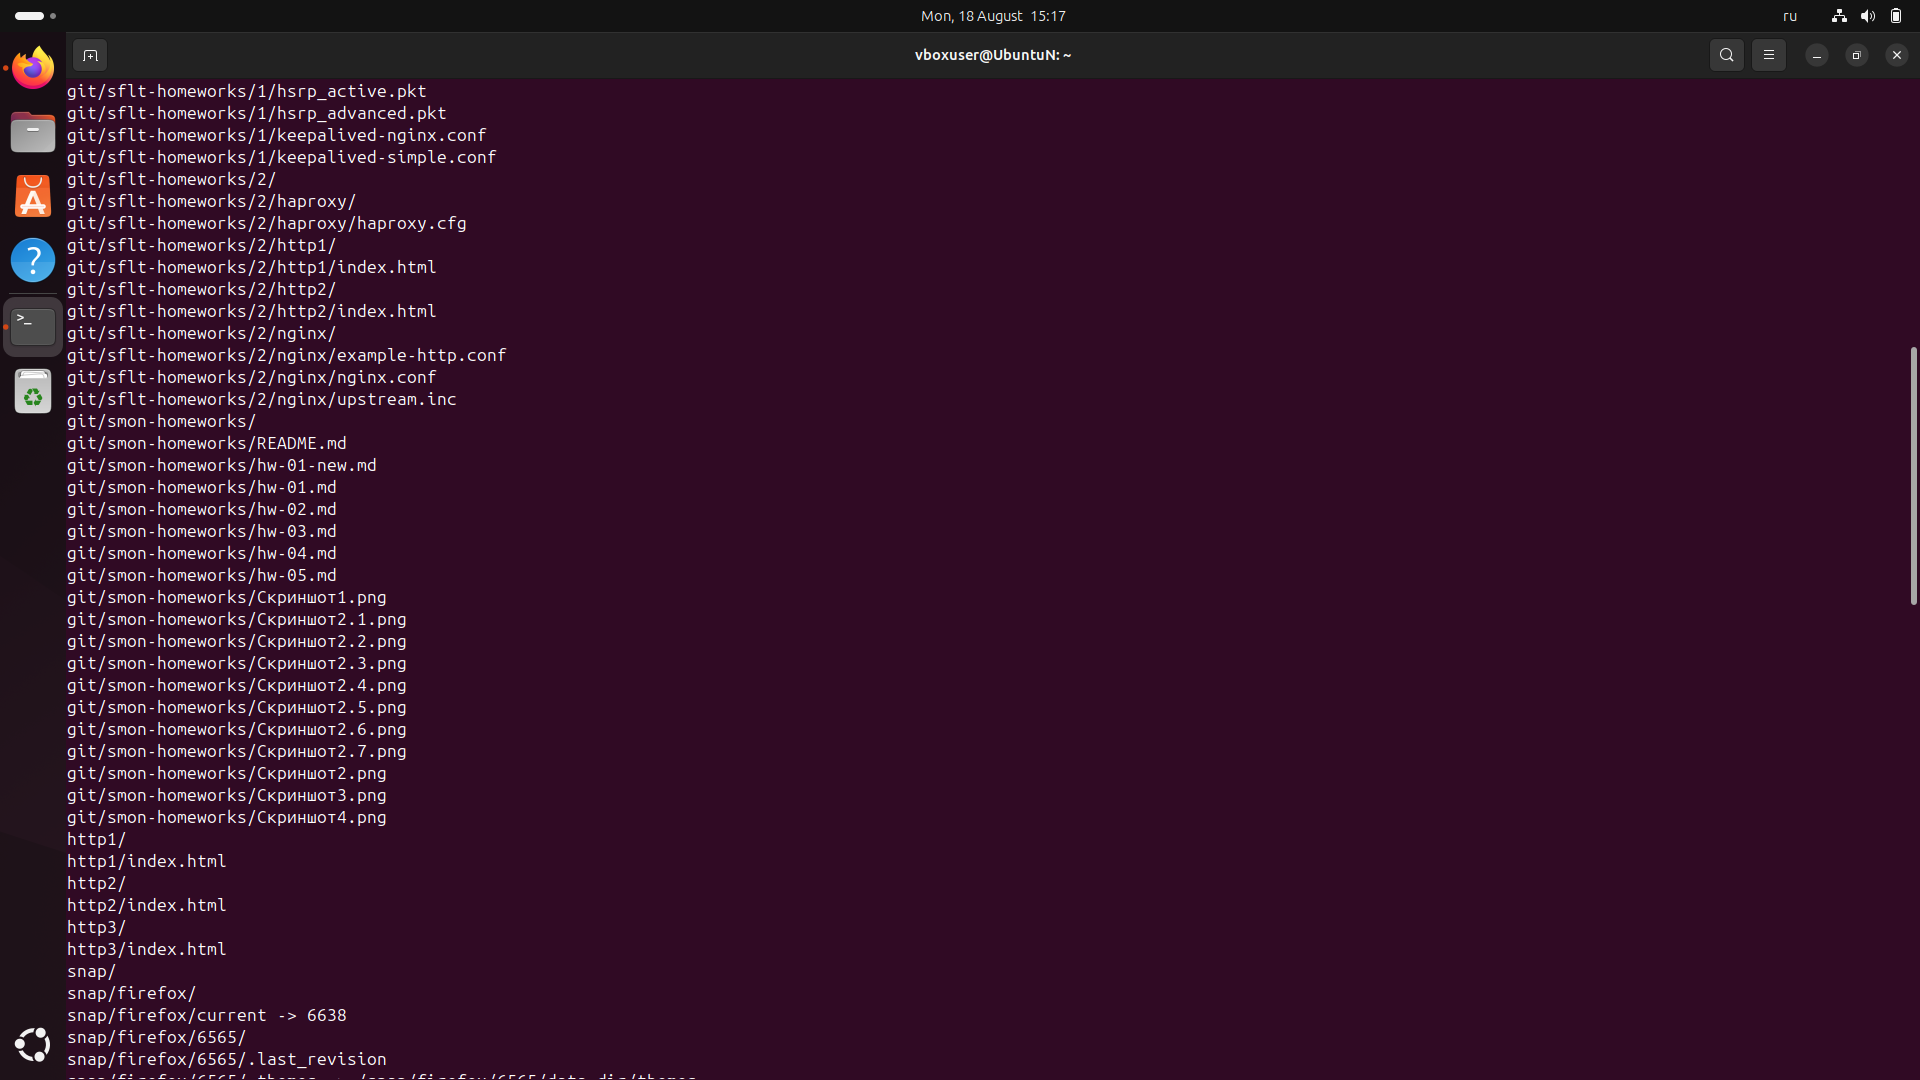 Mon, 18 August 15:17
ru
vboxuser@UbuntuN: ~
git/sflt-homeworks/1/hsrp_active.pkt
git/sflt-homeworks/1/hsrp_advanced.pkt
git/sflt-homeworks/1/keepalived-nginx.conf
git/sflt-homeworks/1/keepalived-simple.conf
git/sflt-homeworks/2/
git/sflt-homeworks/2/haproxy/
git/sflt-homeworks/2/haproxy/haproxy.cfg
git/sflt-homeworks/2/http1/
git/sflt-homeworks/2/http1/index.html
git/sflt-homeworks/2/http2/
git/sflt-homeworks/2/http2/index.html
git/sflt-homeworks/2/nginx/
git/sflt-homeworks/2/nginx/example-http.conf
git/sflt-homeworks/2/nginx/nginx.conf
git/sflt-homeworks/2/nginx/upstream.inc
git/smon-homeworks/
git/smon-homeworks/README.md
git/smon-homeworks/hw-01-new.md
git/smon-homeworks/hw-01.md
git/smon-homeworks/hw-02.md
git/smon-homeworks/hw-03.md
git/smon-homeworks/hw-04.md
git/smon-homeworks/hw-05.md
git/smon-homeworks/Скриншот1.png
git/smon-homeworks/Скриншот2.1.png
git/smon-homeworks/Скриншот2.2.png
git/smon-homeworks/Скриншот2.3.png
git/smon-homeworks/Скриншот2.4.png
git/smon-homeworks/Скриншот2.5.png
git/smon-homeworks/Скриншот2.6.png
git/smon-homeworks/Скриншот2.7.png
git/smon-homeworks/Скриншот2.png
git/smon-homeworks/Скриншот3.png
git/smon-homeworks/Скриншот4.png
http1/
http1/index.html
http2/
http2/index.html
http3/
http3/index.html
snap/
snap/firefox/
snap/firefox/current -> 6638
snap/firefox/6565/
snap/firefox/6565/.last_revision